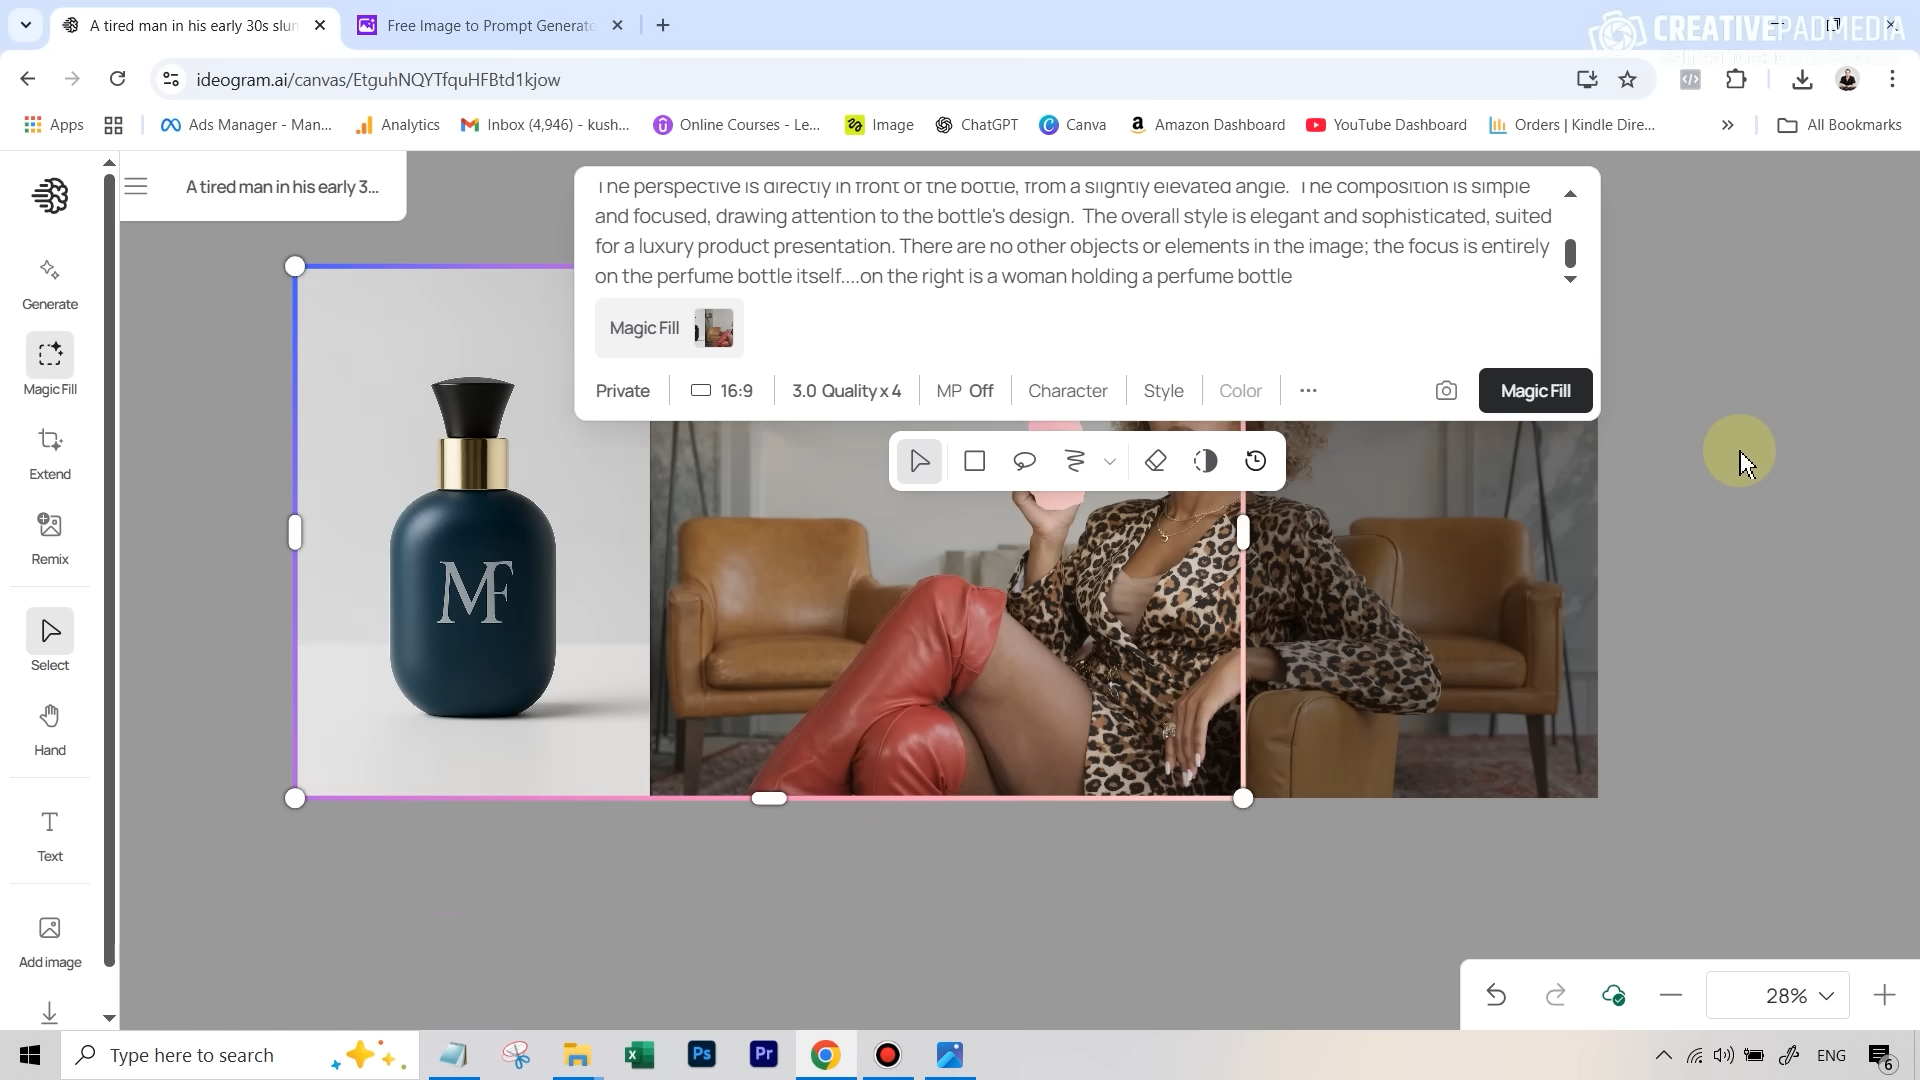 A tired man in his early 30s slun
Free Image to Prompt Generato
CREATIVEPADMEDIA
ideogram.ai/canvas/EtguhNQYTfquHFBtd1kjow
Apps
Ads Manager - Man...
Analytics
Inbox (4,946) - kush...
Online Courses - Le...
Image
ChatGPT
Canva
Amazon Dashboard
YouTube Dashboard
Orders | Kindle Dire...
All Bookmarks
A tired man in his early 3...
The perspective is directly in front of the bottle, from a slightly elevated angle. The composition is simple
and focused, drawing attention to the bottle's design. The overall style is elegant and sophisticated, suited
for a luxury product presentation. There are no other objects or elements in the image; the focus is entirely
on the perfume bottle itself....on the right is a woman holding a perfume bottle
Magic Fill
Private
16:9
3.0 Quality x 4
MP Off
Character
Style
Color
Magic Fill
Generate
Magic Fill
Extend
Remix
Select
Hand
Text
Add image
MF
28%
Type here to search
Ps
Pr
ENG
6